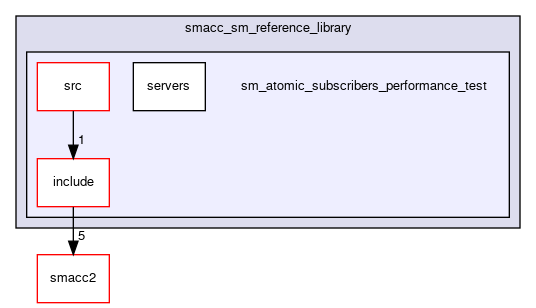 smacc_sm_reference_library
src
servers
sm_atomic_subscribers_performance_test
1
include
5
smacc2